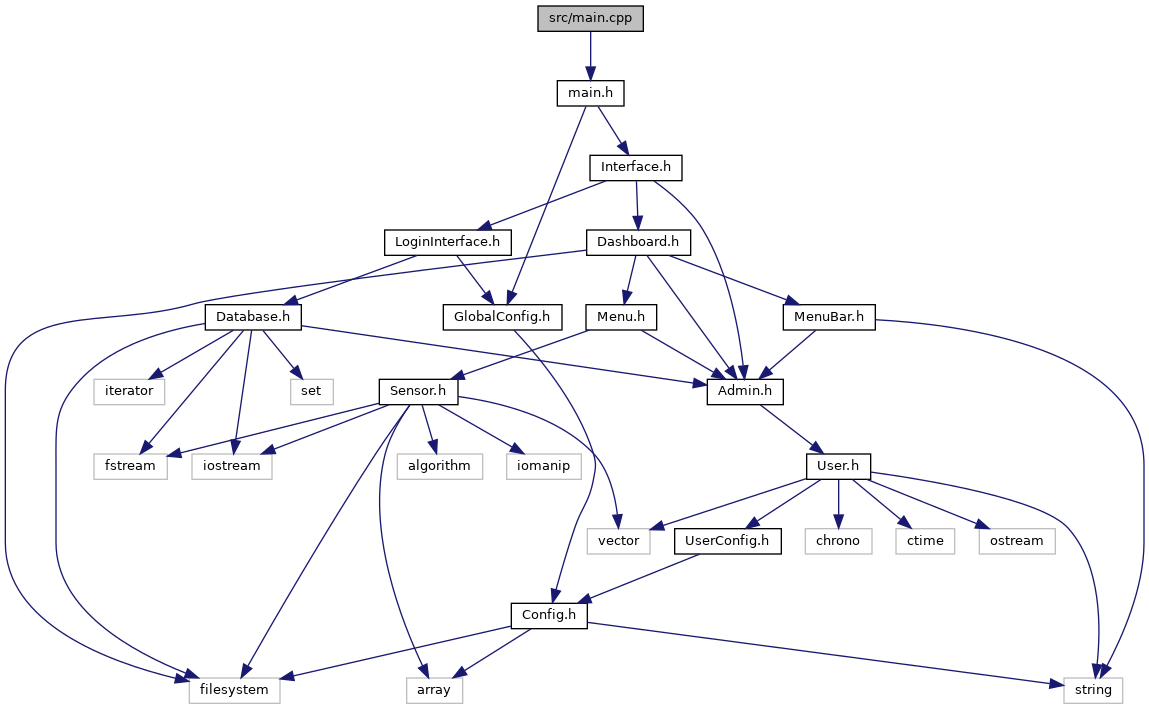 src/main.cpp
main.h
Interface.h
LoginInterface.h
Dashboard.h
Database.h
GlobalConfig.h
Menu.h
MenuBar.h
iterator
set
Sensor.h
Admin.h
fstream
iostream
algorithm
iomanip
User.h
vector
UserConfig.h
chrono
ctime
ostream
Config.h
filesystem
array
string